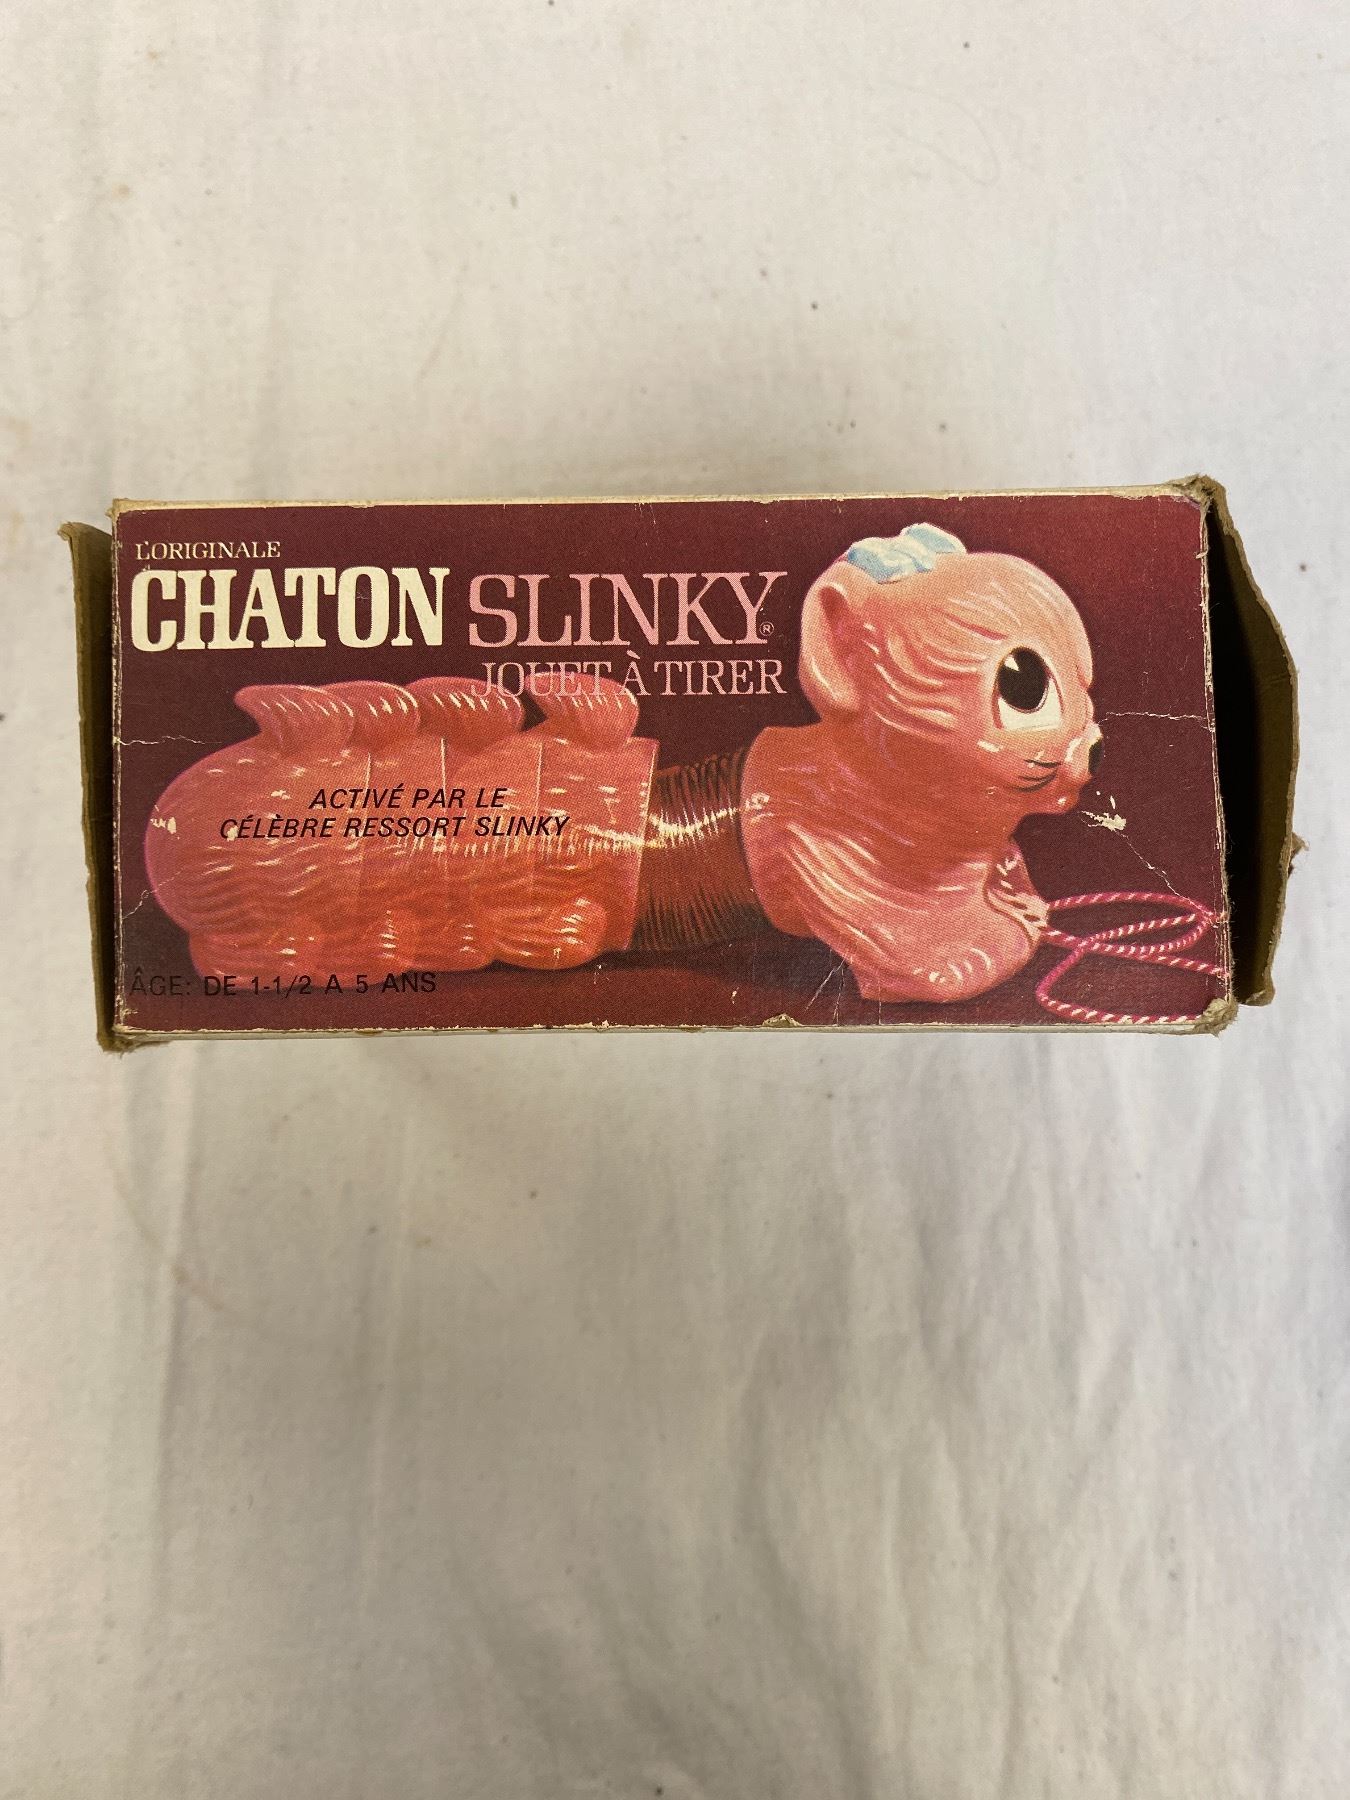 L'ORIGINALE
CHATON SLINKY®
JOUET À TIRER
ACTIVÉ PAR LE
CÉLÈBRE RESSORT SLINKY
ÂGE: DE 1-1/2 A 5 ANS